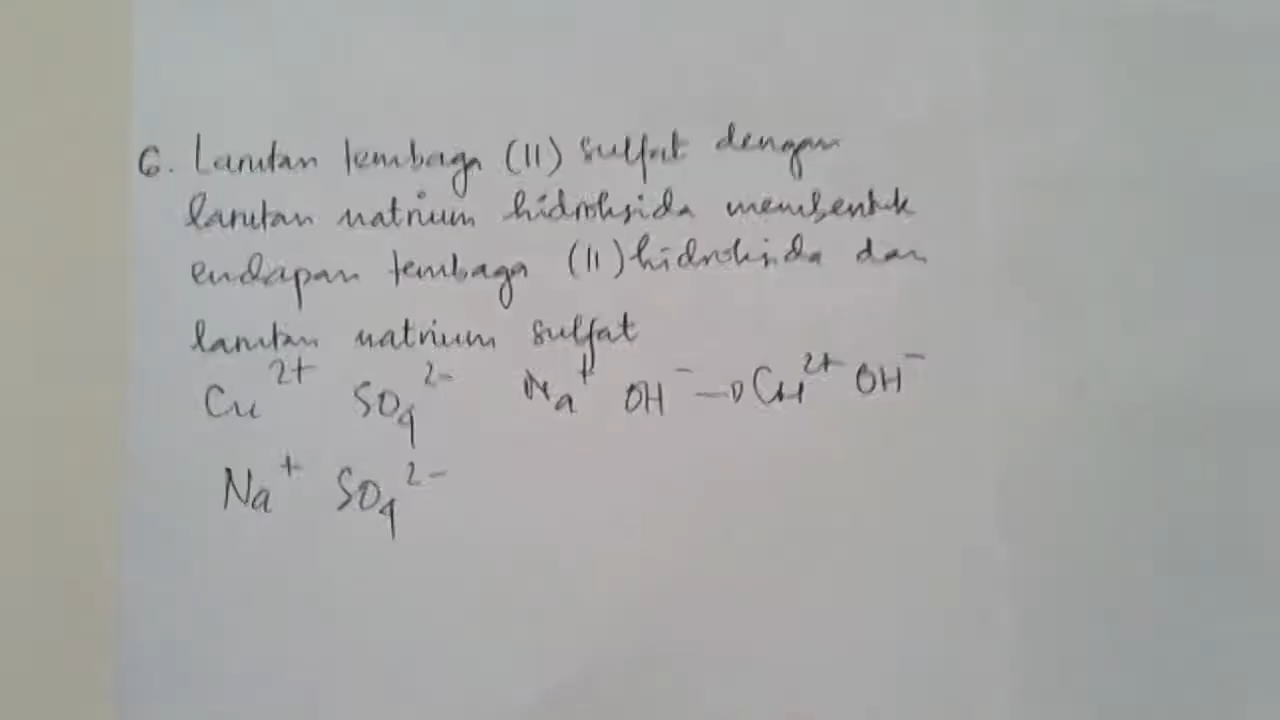 6. Larutan tembaga (II) sulfat dengan
larutan natrium hidroksida membentuk
endapan tembaga (II) hidroksida dan
larutan natrium sulfat
Cu²⁺ SO₄²⁻ Na⁺ OH⁻ → Cu²⁺ OH⁻
Na⁺ SO₄²⁻